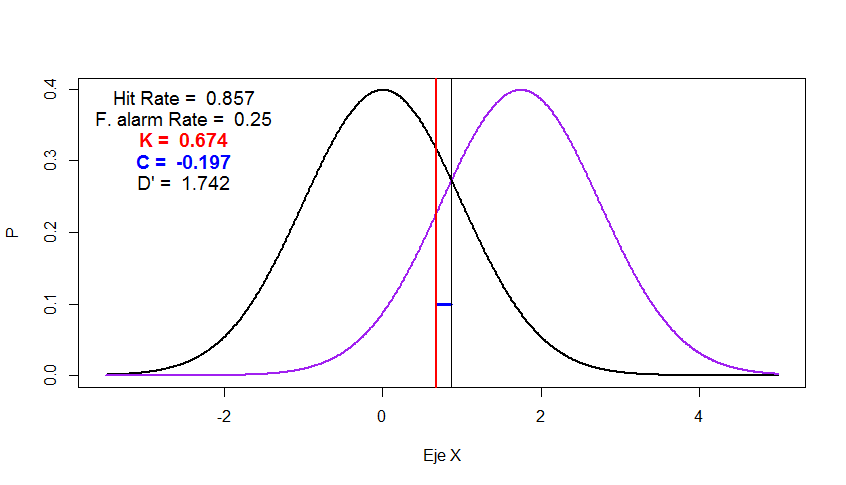 Hit Rate =  0.857
F. alarm Rate =  0.25
K =  0.674
C =  -0.197
D' =  1.742
0.4
0.3
0.2
0.1
0.0
P
-2 0 2 4
Eje X